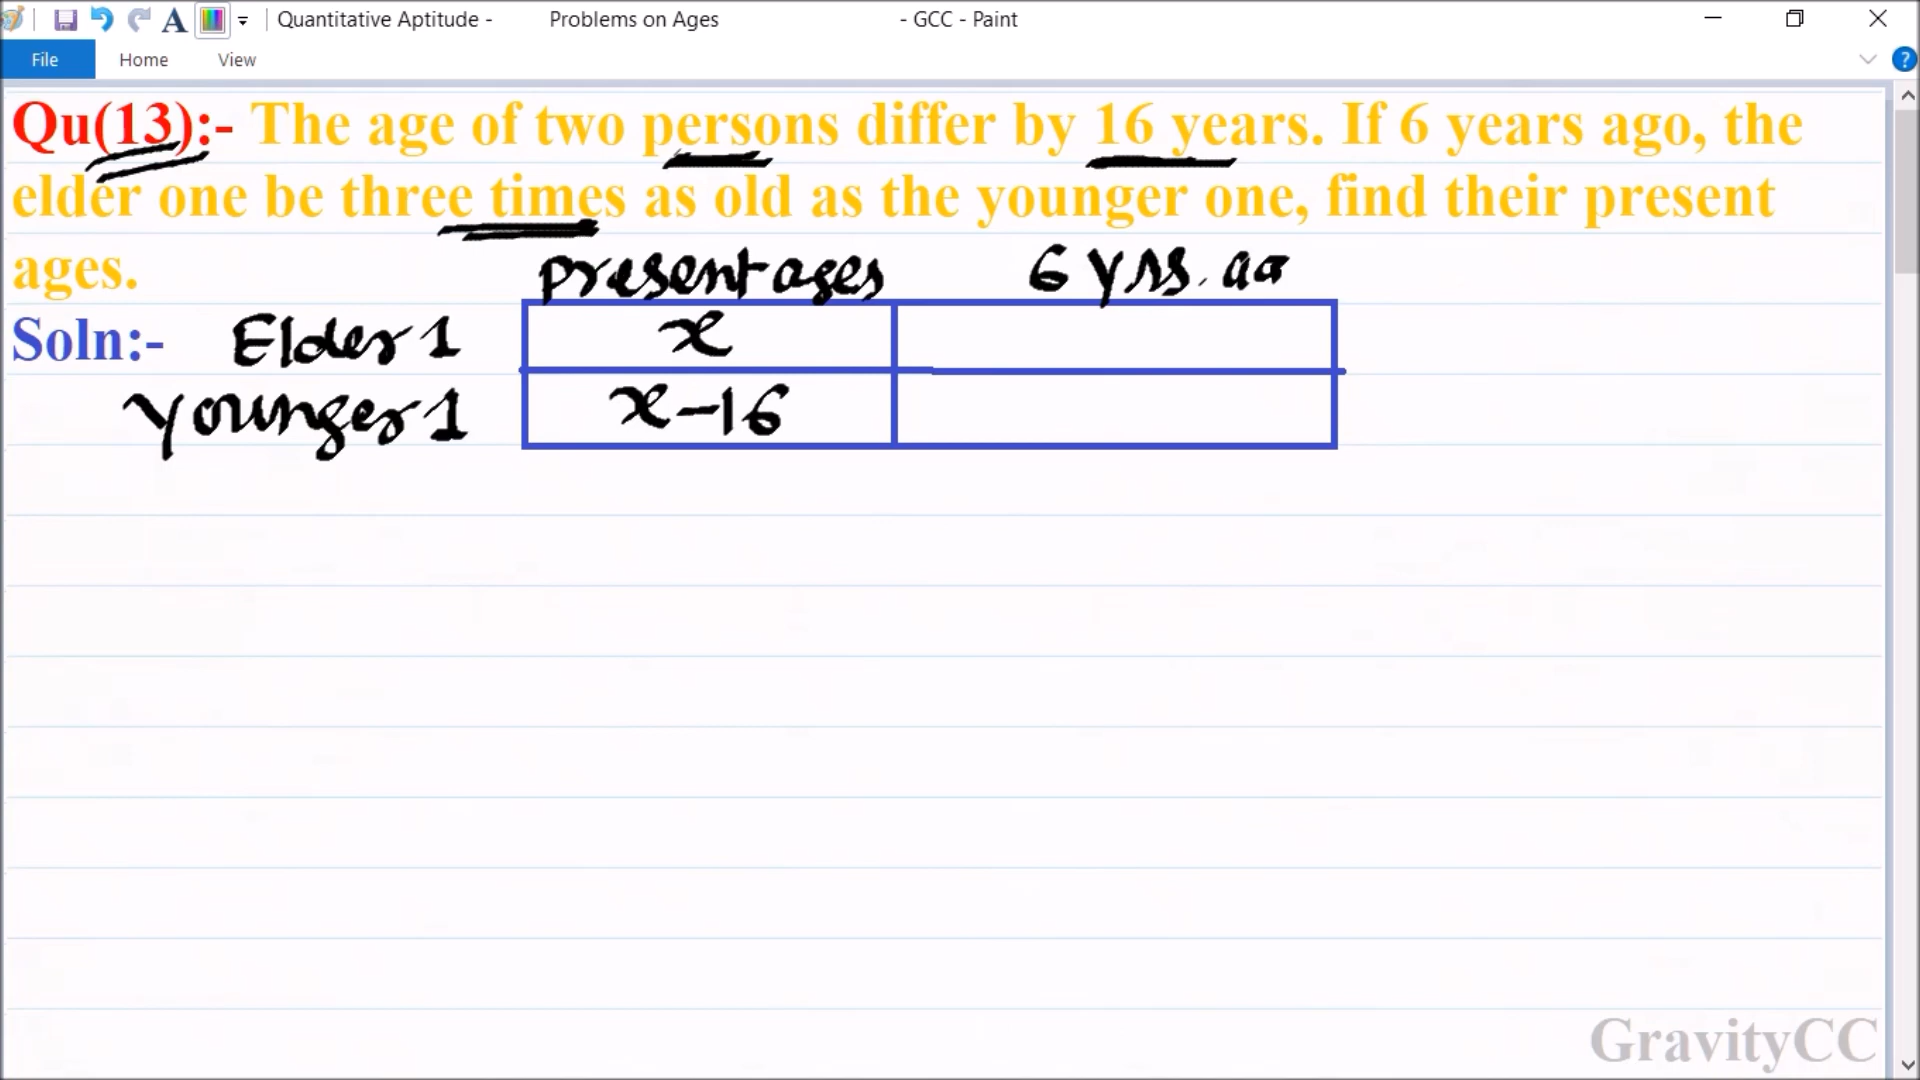 Quantitative Aptitude - Problems on Ages - GCC - Paint
File Home View
Qu(13):- The age of two persons differ by 16 years. If 6 years ago, the
elder one be three times as old as the younger one, find their present
ages.
present ages 6 yrs.
Soln:- Elder 1 x
younger 1 x-16
GravityCC